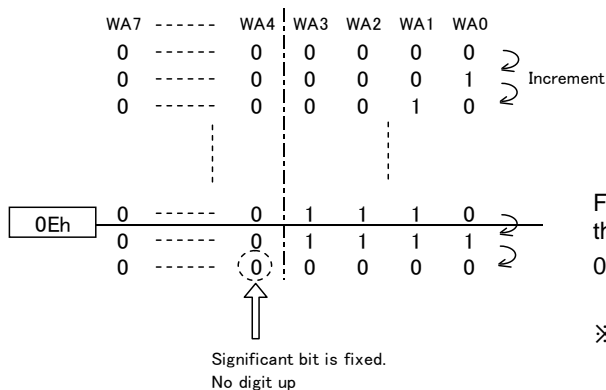 WA7 ------ WA4 WA3 WA2 WA1 WA0
0 ------ 0 0 0 0 0
0 ------ 0 0 0 0 1
Increment
0 ------ 0 0 0 1 0
0Eh
0 ------ 0 1 1 1 0
0 ------ 0 1 1 1 1
0 ------ 0 0 0 0 0
Significant bit is fixed.
No digit up
F
th
0
※